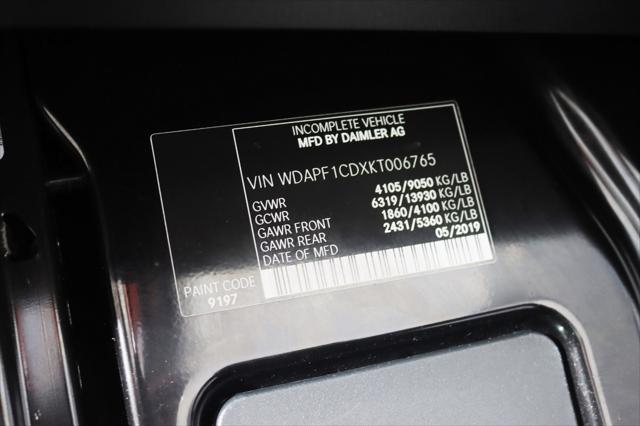 INCOMPLETE VEHICLE
MFD BY DAIMLER AG
VIN WDAPF1CDXKT006765
GVWR 4105/9050 KG/LB
GCWR 6319/13930 KG/LB
GAWR FRONT 1860/4100 KG/LB
GAWR REAR 2431/5360 KG/LB
DATE OF MFD 05/2019
PAINT CODE
9197